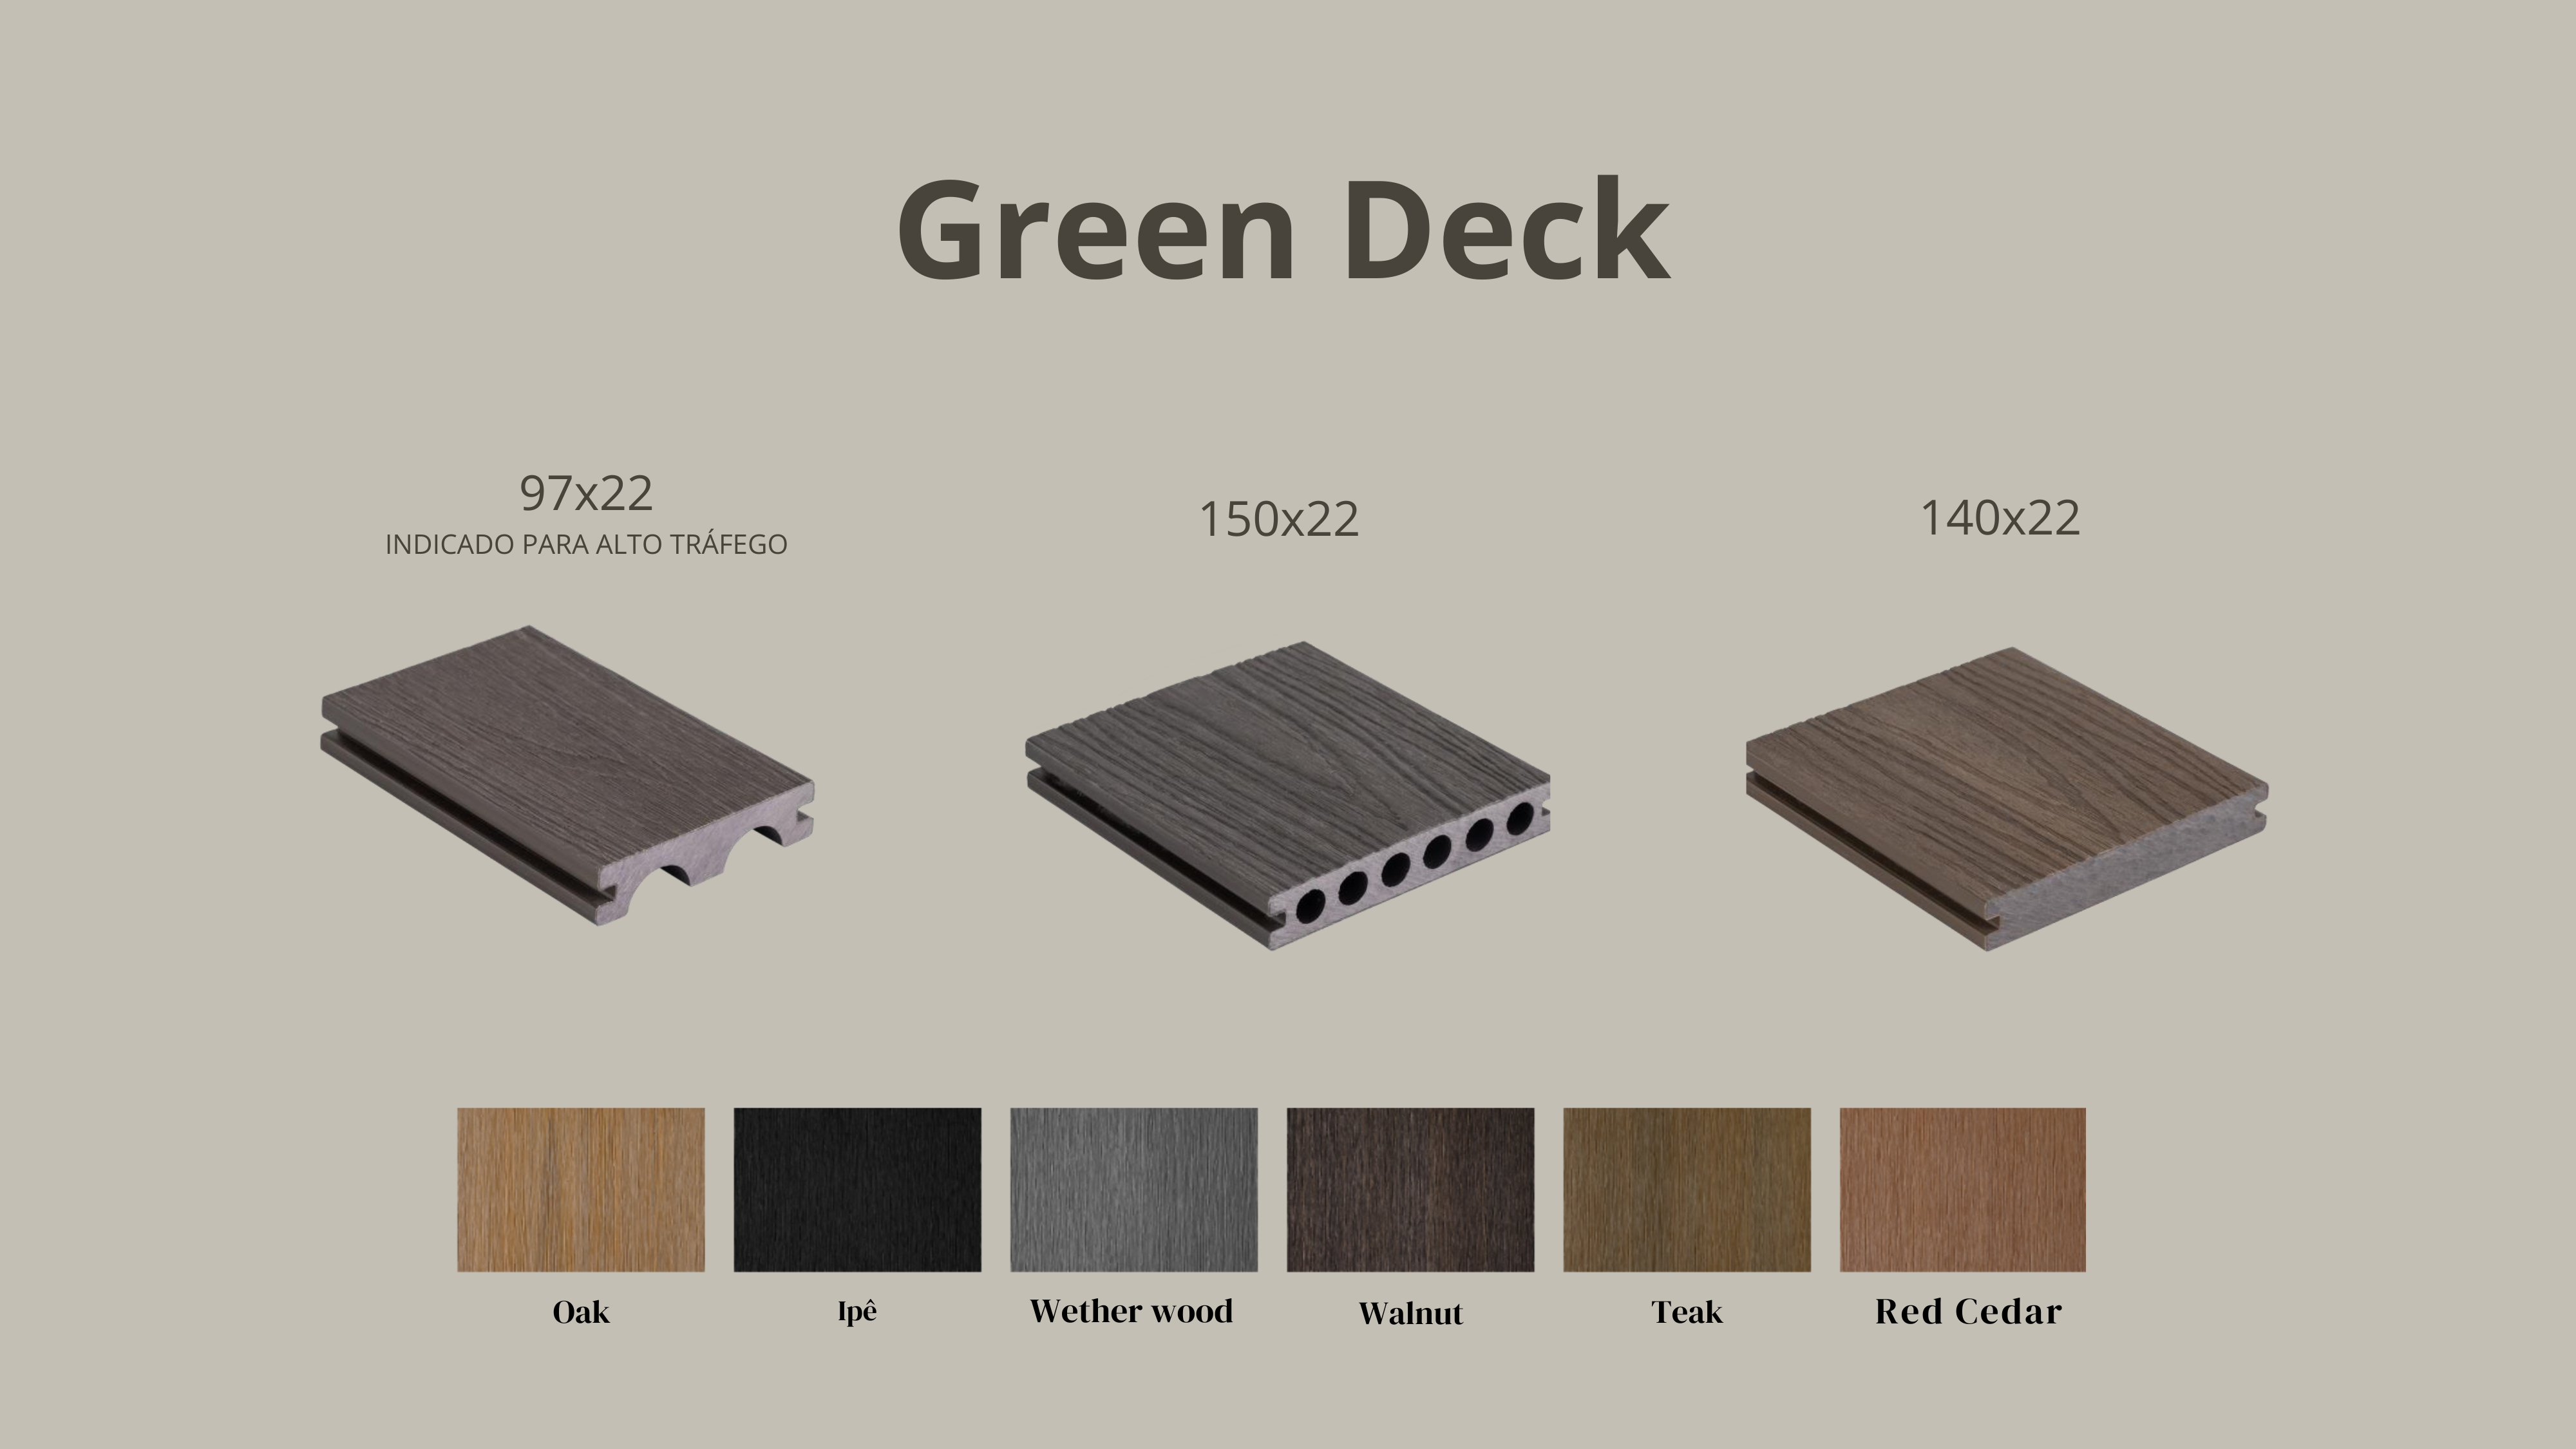 Green Deck
97x22
INDICADO PARA ALTO TRÁFEGO
150x22
140x22
Oak
Ipê
Wether wood
Walnut
Teak
Red Cedar